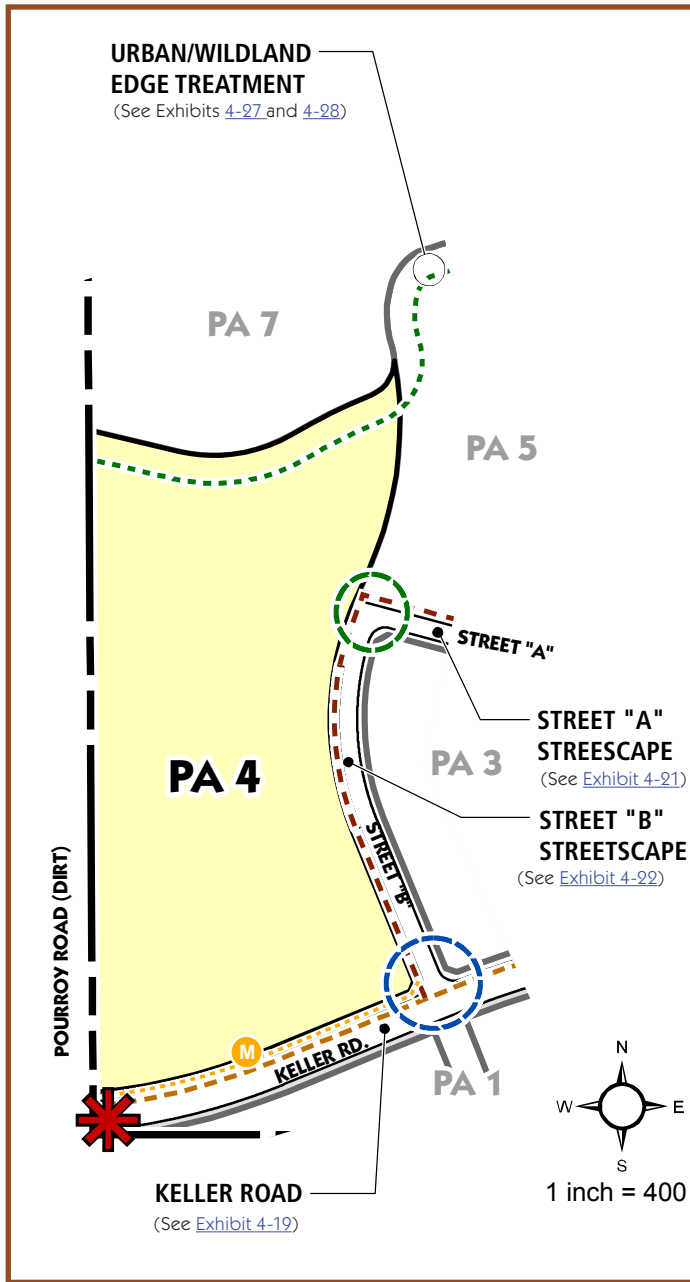 URBAN/WILDLAND
EDGE TREATMENT
(See Exhibits 4-27 and 4-28)
PA 7
PA 5
STREET "A"
STREET "A"
STREESCAPE
(See Exhibit 4-21)
PA 4
PA 3
STREET "B"
STREETSCAPE
(See Exhibit 4-22)
STREET "B"
POURROY ROAD (DIRT)
M
KELLER RD.
PA 1
N
W E
S
1 inch = 400
KELLER ROAD
(See Exhibit 4-19)